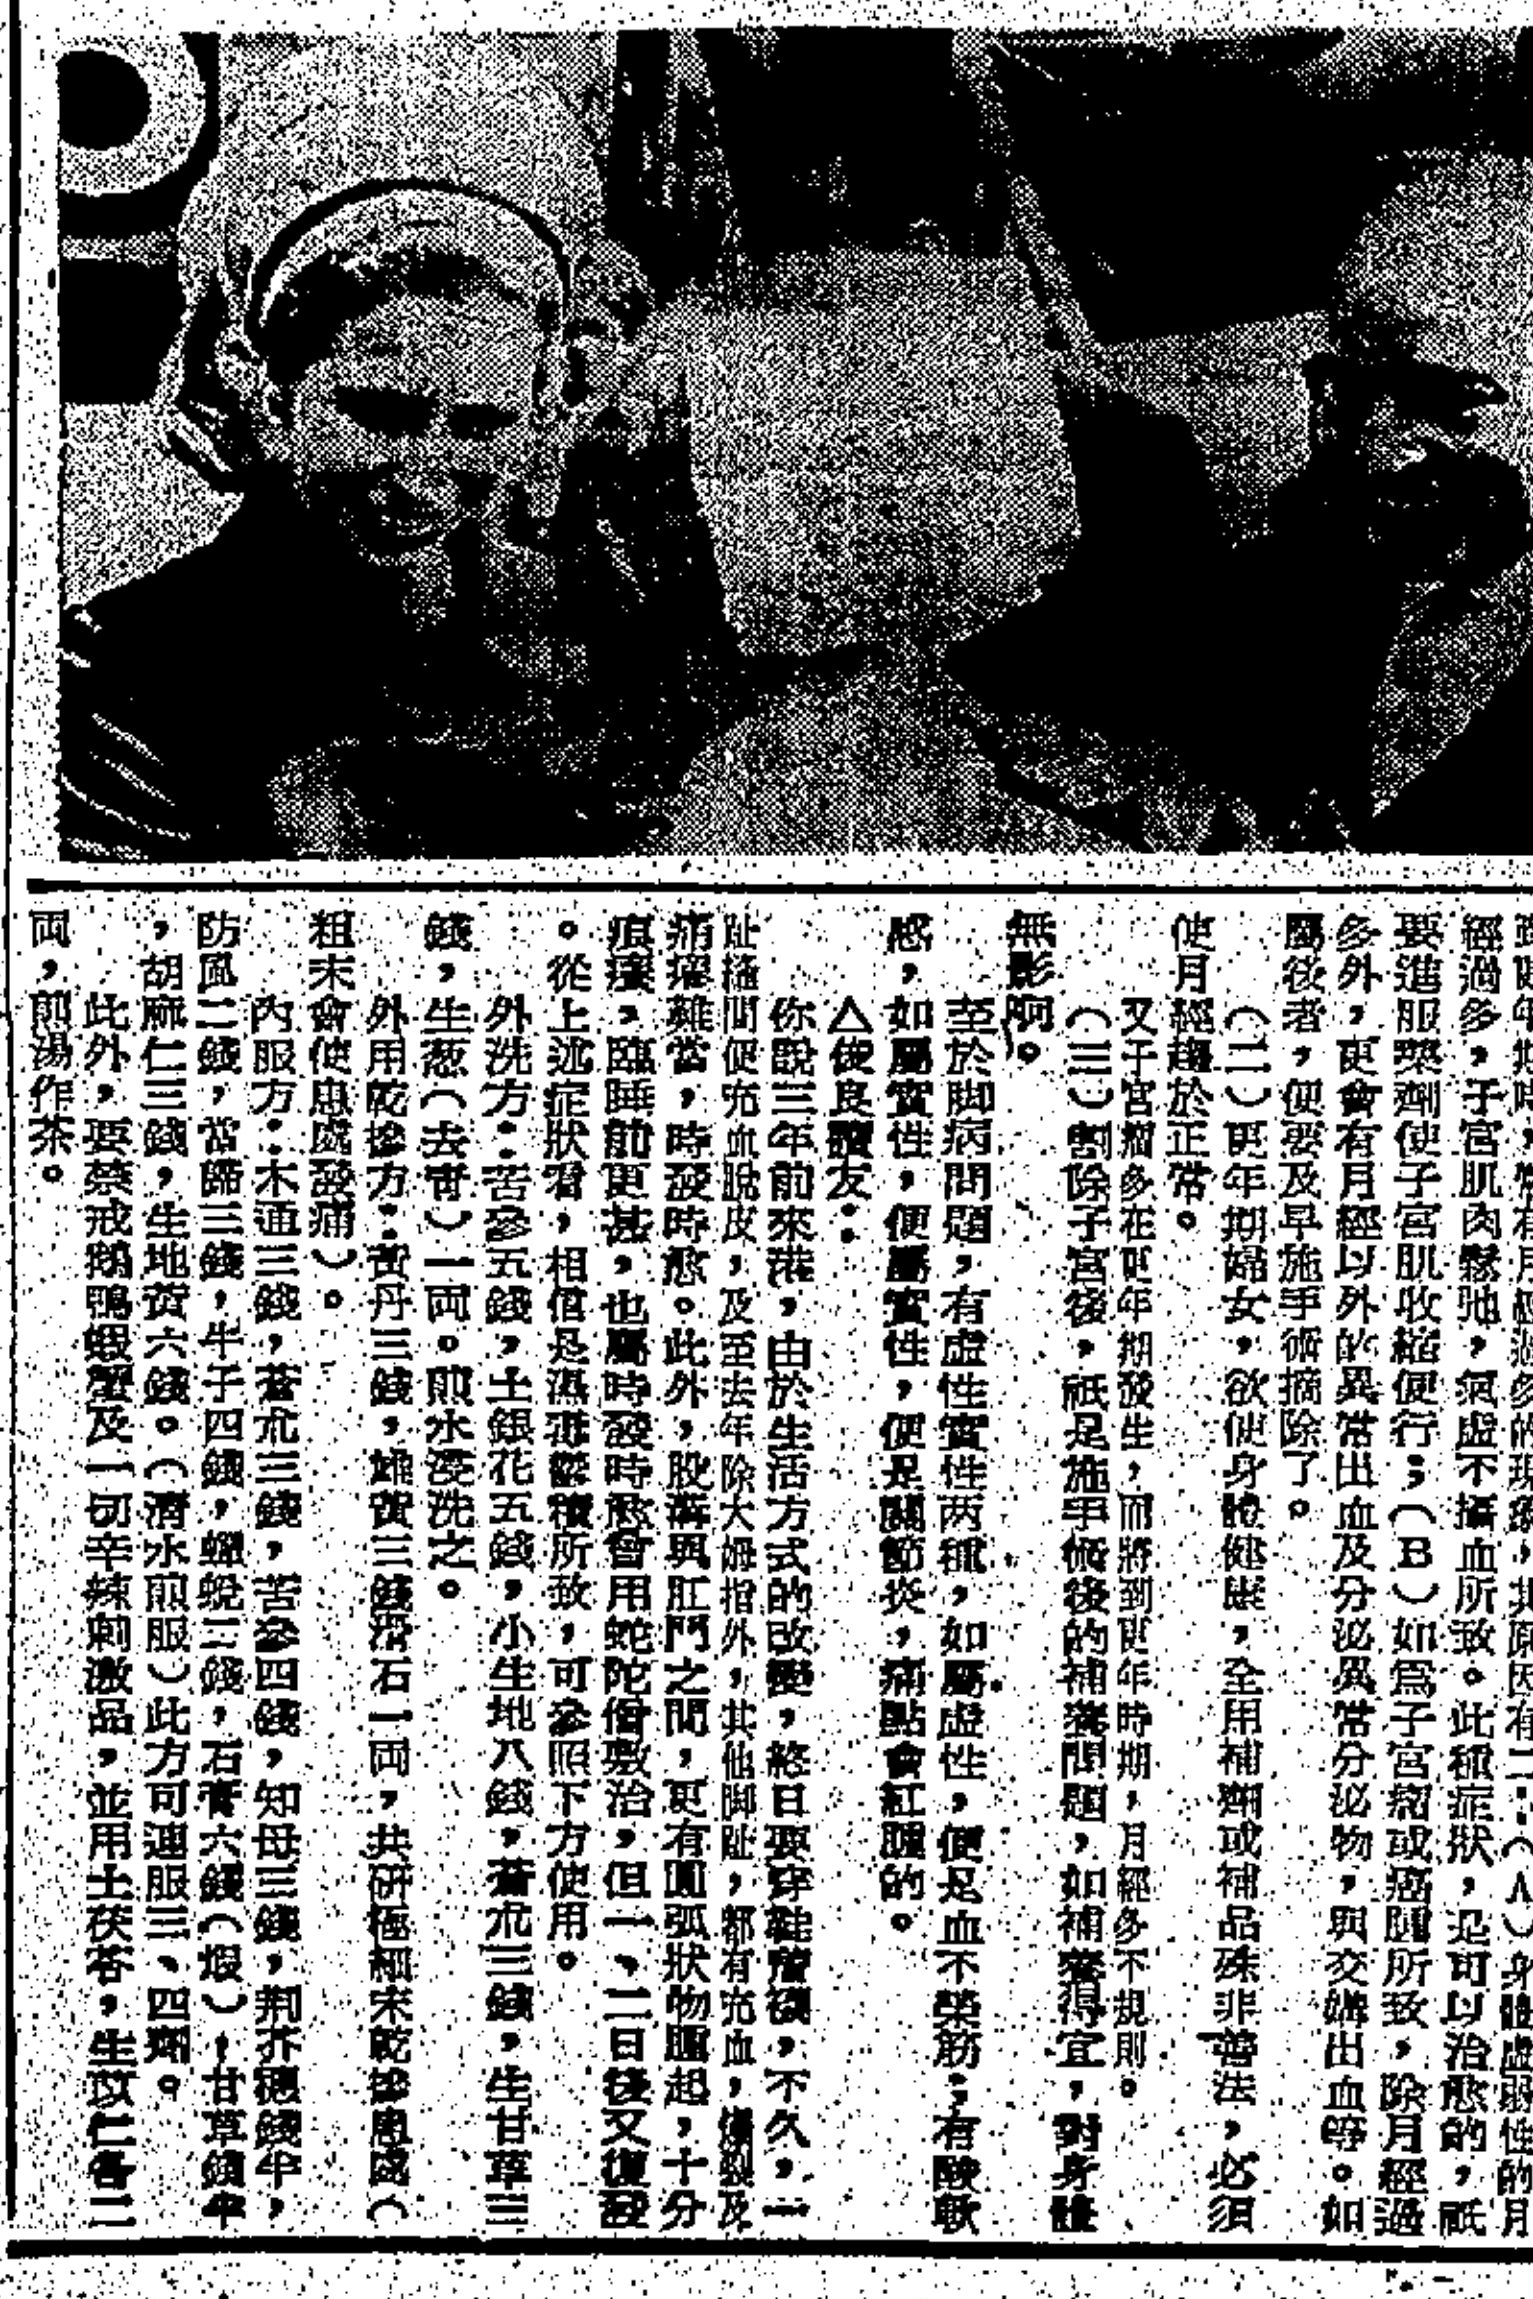 經過多，子宮肌肉鬆弛，氣虛不攝血所致。此種症狀，是可以治愈的，祇
要進服藥劑使子宮肌收縮便行；（B）如爲子宮瘤或癌腫所致，除月經過
多外，更會有月經以外的異常出血及分泌異常分泌物，與交媾出血等。如
屬後者，便要及早施手術摘除了。
（二）更年期婦女，欲使身體健康，全用補劑或補品殊非善法，必須
使月經趨於正常。
又子宮瘤多在更年期發生，而將到更年時期，月經多不規則。
（三）割除子宮後，祇是施手術後的補養問題，如補養得宜，對身體
無影响。
至於脚病問題，有虛性實性两種，如屬虛性，便是血不榮筋，有酸軟
感，如屬實性，便屬實性，便是關節炎，痛點會紅腫的。
△俊良讀友：
你說三年前來港，由於生活方式的改變，終日要穿鞋襪，不久，一
趾縫間便充血脫皮，及至去年除大姆指外，其他脚趾，都有充血，爆裂及
痛癢難當，時發時愈。此外，股溝與肛門之間，更有圓弧狀物隆起，十分
痕癢，臨睡前更甚，也屬時發時愈曾用蛇陀僧敷治，但一、二日後又復發
。從上述症狀看，相信是濕毒鬱積所致，可參照下方使用。
外洗方：苦參五錢，土銀花五錢，小生地八錢，蒼朮三錢，生甘草三
錢，生葱（去靑）一両。煎水浸洗之。
外用乾摻方：黃丹三錢，雄黃三錢滑石一両，共研極細末乾摻患處（
粗末會使患處發痛）。
內服方：木通三錢，蒼朮三錢，苦參四錢，知母三錢，荆芥穗錢半，
防風二錢，當歸三錢，牛子四錢，蟬蛻二錢，石膏六錢（煆），甘草錢半
，胡麻仁三錢，生地黃六錢。（清水煎服）此方可連服三、四劑。
此外，要禁戒鵝鴨蝦蟹及一切辛辣刺激品，並用土茯苓，生苡仁各二
両，煎湯作茶。